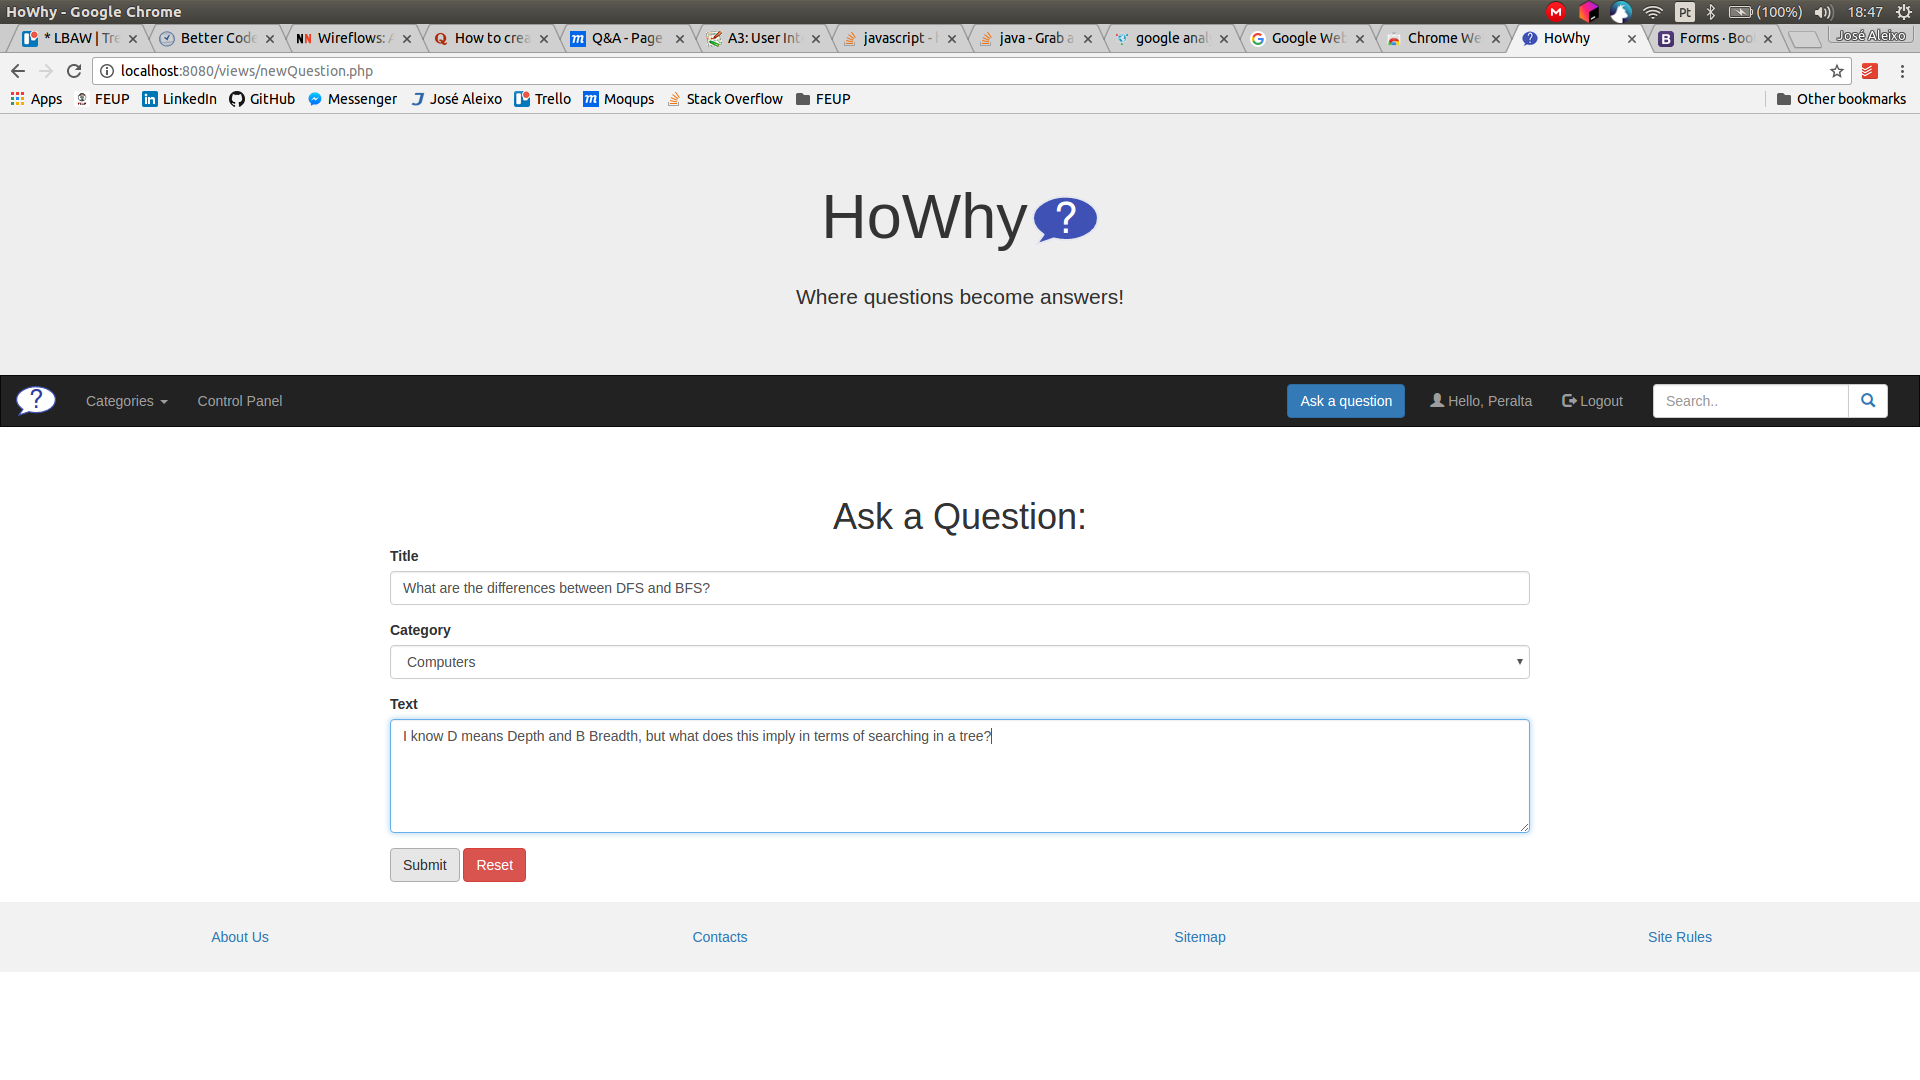 HoWhy - Google Chrome
M Pt (100%) 18:47
* LBAW | Tre
Better Code
NN Wireflows: A
Q How to crea
m Q&A - Page
A3: User Int
javascript -
java - Grab a
google anal
G Google Web
Chrome We
HoWhy
B Forms · Boo
José Aleixo
localhost:8080/views/newQuestion.php
Apps FEUP LinkedIn GitHub Messenger José Aleixo Trello Moqups Stack Overflow FEUP Other bookmarks
HoWhy ?
Where questions become answers!
? Categories Control Panel Ask a question Hello, Peralta Logout Search..
Ask a Question:
Title
What are the differences between DFS and BFS?
Category
Computers
Text
I know D means Depth and B Breadth, but what does this imply in terms of searching in a tree?
Submit Reset
About Us Contacts Sitemap Site Rules